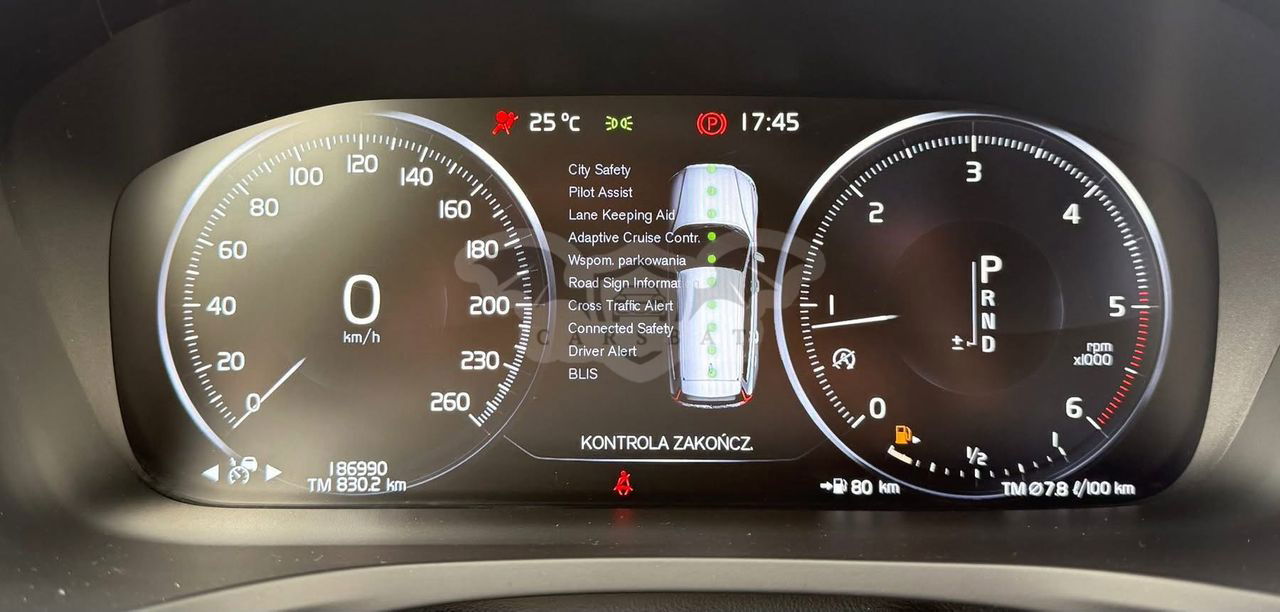 25 °C
17:45
City Safety
Pilot Assist
Lane Keeping Aid
Adaptive Cruise Contr.
Wspom. parkowania
Road Sign Information
Cross Traffic Alert
Connected Safety
Driver Alert
BLIS
KONTROLA ZAKOŃCZ.
CARSBAT
0
20
40
60
80
100
120
140
160
180
200
230
260
0
km/h
186990
TM 830.2 km
0
1
2
3
4
5
6
P
R
N
D
±
rpm
x1000
A
P
1/2
1
80 km
TM Ø7.8 ℓ/100 km